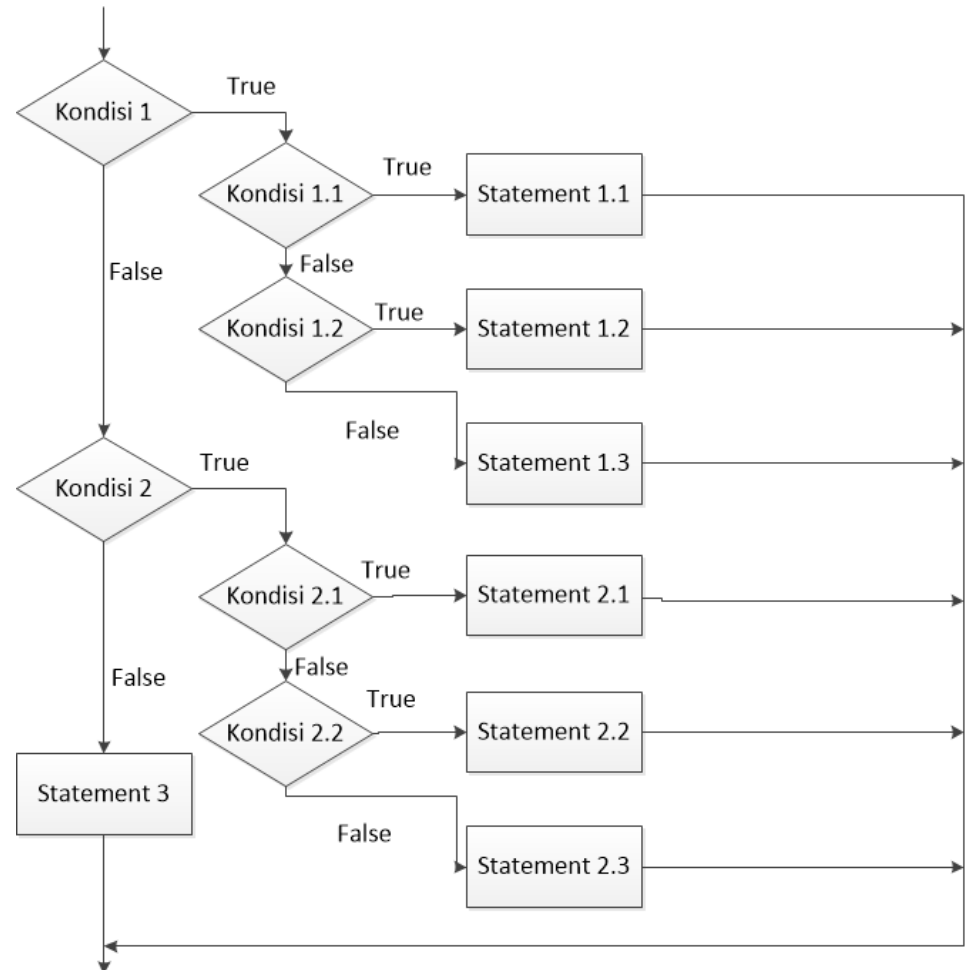 True
Kondisi 1
True
Kondisi 1.1
Statement 1.1
False
False
True
Kondisi 1.2
Statement 1.2
False
True
Statement 1.3
Kondisi 2
True
Kondisi 2.1
Statement 2.1
False
False
True
Kondisi 2.2
Statement 2.2
Statement 3
False
Statement 2.3